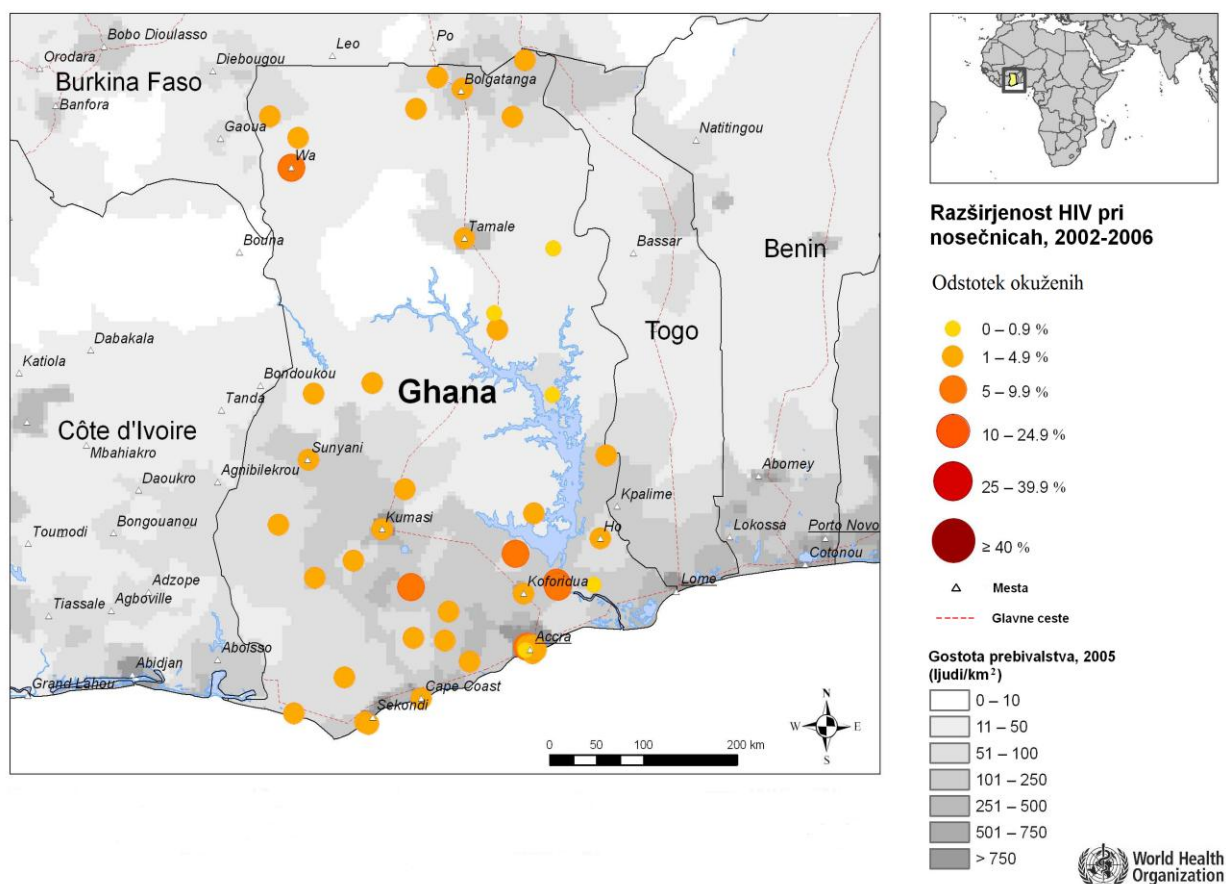 Bobo Dioulasso
Leo
Po
Orodara
Diebougou
Burkina Faso
Bolgatanga
Banfora
Gaoua
Natitingou
Wa
Tamale
Bouna
Bassar
Benin
Togo
Dabakala
Katiola
Bondoukou
Ghana
Tanda
Côte d'Ivoire
Mbahiakro
Sunyani
Agnibilekrou
Abomey
Daoukro
Kpalime
Bongouanou
Kumasi
Toumodi
Ho
Lokossa
Porto Novo
Cotonou
Adzope
Koforidua
Lome
Tiassale
Agboville
Accra
Aboisso
Abidjan
Grand Lahou
Cape Coast
Sekondi
N
W
E
S
0 50 100 200 km
Razširjenost HIV pri
nosečnicah, 2002-2006
Odstotek okuženih
0 – 0.9 %
1 – 4.9 %
5 – 9.9 %
10 – 24.9 %
25 – 39.9 %
≥ 40 %
Mesta
Glavne ceste
Gostota prebivalstva, 2005
(ljudi/km²)
0 – 10
11 – 50
51 – 100
101 – 250
251 – 500
501 – 750
> 750
World Health
Organization